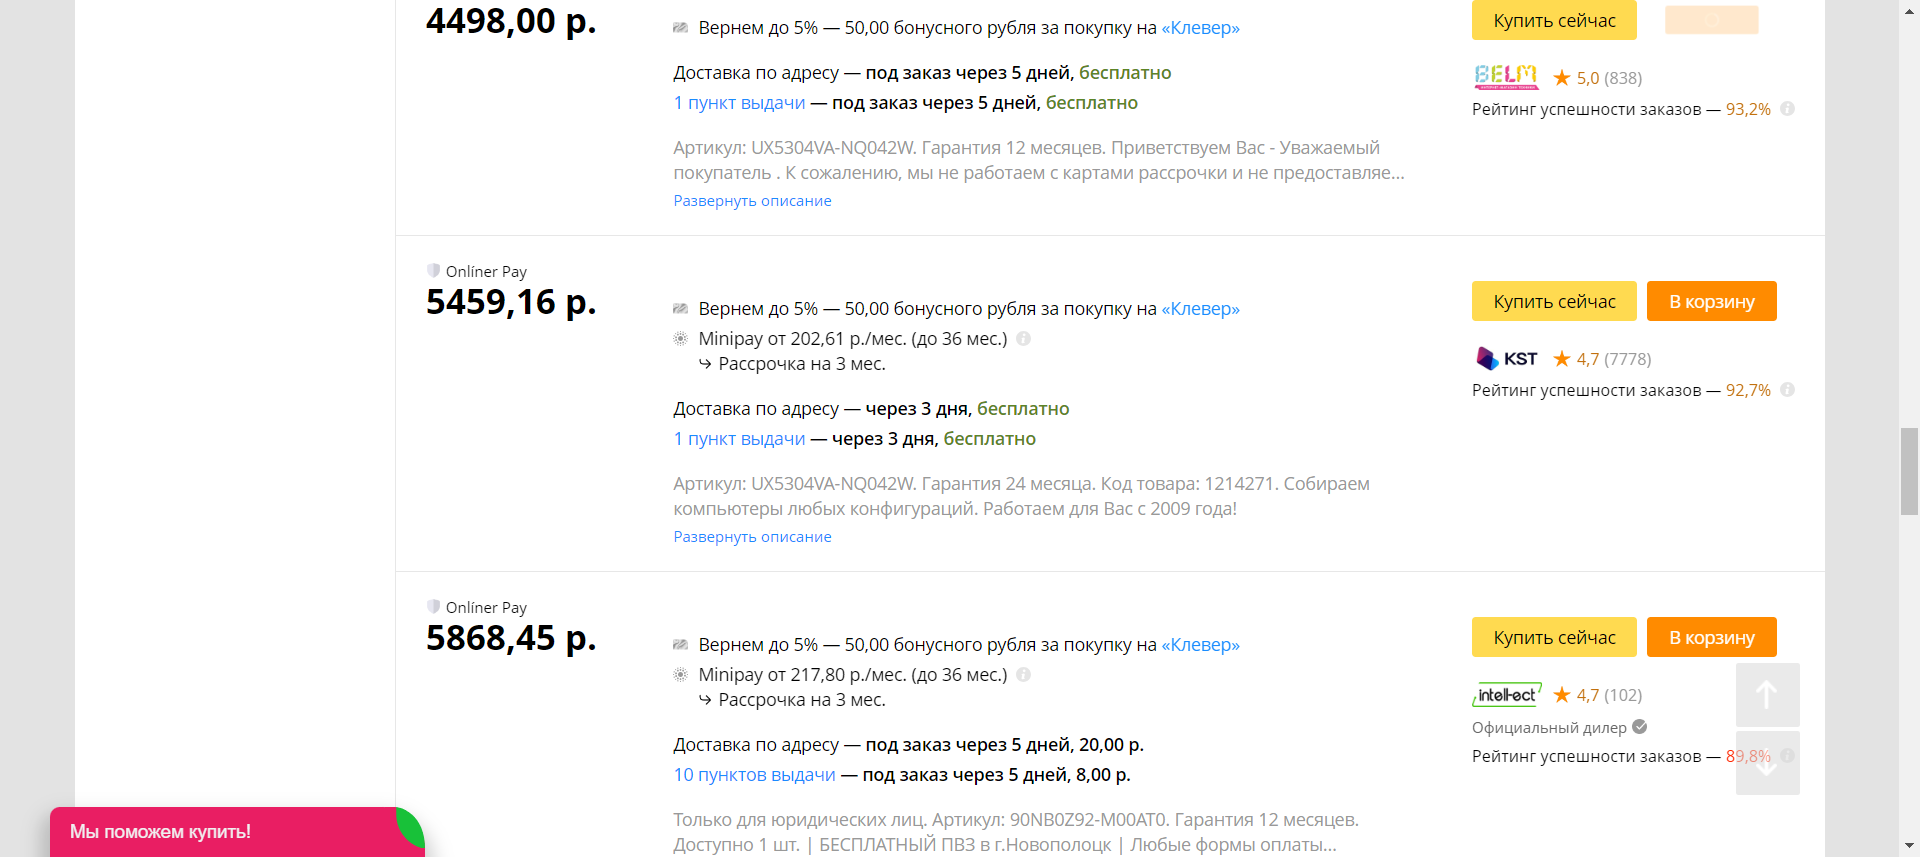 4498,00 р.
Вернем до 5% — 50,00 бонусного рубля за покупку на «Клевер»
Купить сейчас
Доставка по адресу — под заказ через 5 дней, бесплатно
1 пункт выдачи — под заказ через 5 дней, бесплатно
BELM
5,0 (838)
Рейтинг успешности заказов — 93,2%
Артикул: UX5304VA-NQ042W. Гарантия 12 месяцев. Приветствуем Вас - Уважаемый
покупатель . К сожалению, мы не работаем с картами рассрочки и не предоставляе...
Развернуть описание
Onlíner Pay
5459,16 р.
Вернем до 5% — 50,00 бонусного рубля за покупку на «Клевер»
Minipay от 202,61 р./мес. (до 36 мес.)
Рассрочка на 3 мес.
Купить сейчас
В корзину
KST
4,7 (7778)
Рейтинг успешности заказов — 92,7%
Доставка по адресу — через 3 дня, бесплатно
1 пункт выдачи — через 3 дня, бесплатно
Артикул: UX5304VA-NQ042W. Гарантия 24 месяца. Код товара: 1214271. Собираем
компьютеры любых конфигураций. Работаем для Вас с 2009 года!
Развернуть описание
Onlíner Pay
5868,45 р.
Вернем до 5% — 50,00 бонусного рубля за покупку на «Клевер»
Minipay от 217,80 р./мес. (до 36 мес.)
Рассрочка на 3 мес.
Купить сейчас
В корзину
intell-ect
4,7 (102)
Официальный дилер
Рейтинг успешности заказов — 89,8%
Доставка по адресу — под заказ через 5 дней, 20,00 р.
10 пунктов выдачи — под заказ через 5 дней, 8,00 р.
Только для юридических лиц. Артикул: 90NB0Z92-M00AT0. Гарантия 12 месяцев.
Доступно 1 шт. | БЕСПЛАТНЫЙ ПВЗ в г.Новополоцк | Любые формы оплаты...
Мы поможем купить!